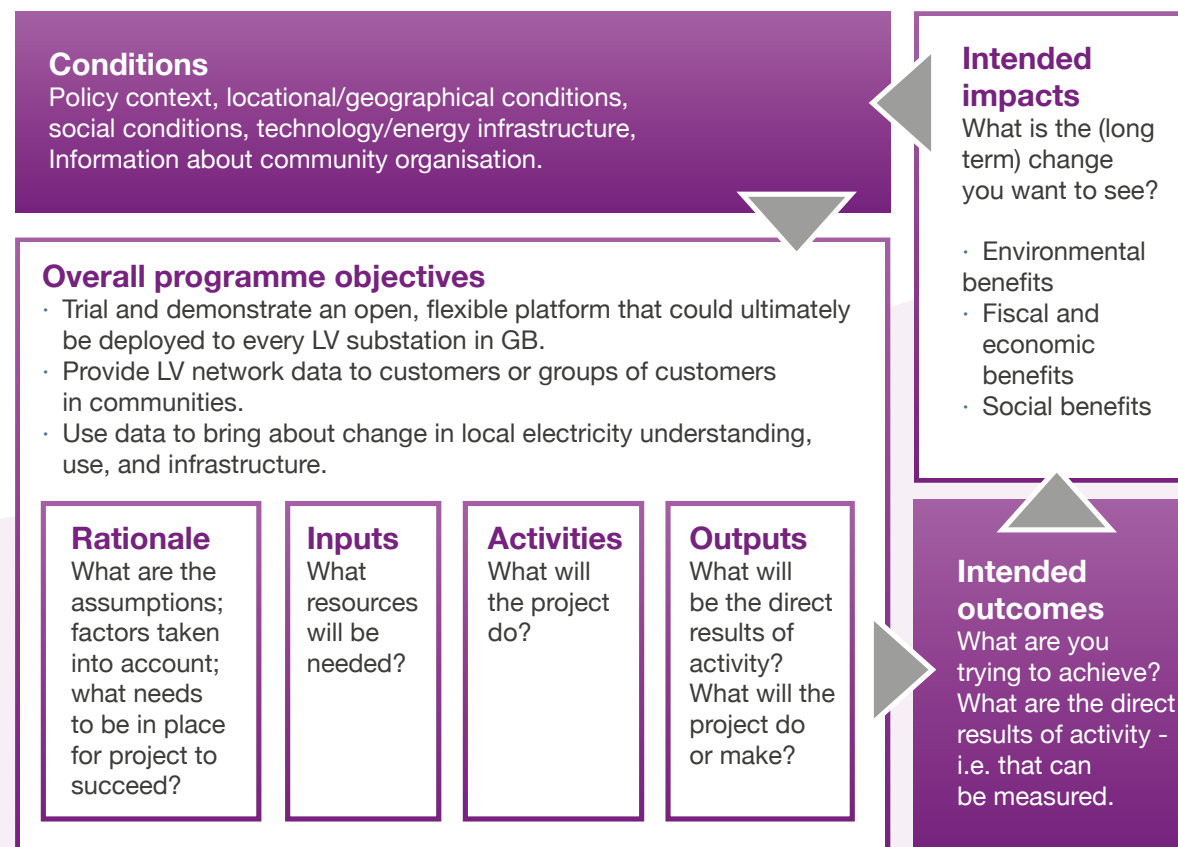 Conditions
Policy context, locational/geographical conditions,
social conditions, technology/energy infrastructure,
Information about community organisation.
Overall programme objectives
· Trial and demonstrate an open, flexible platform that could ultimately
be deployed to every LV substation in GB.
· Provide LV network data to customers or groups of customers
in communities.
· Use data to bring about change in local electricity understanding,
use, and infrastructure.
Rationale
What are the
assumptions;
factors taken
into account;
what needs
to be in place
for project to
succeed?
Inputs
What
resources
will be
needed?
Activities
What will
the project
do?
Outputs
What will
be the direct
results of
activity?
What will the
project do
or make?
Intended
outcomes
What are you
trying to achieve?
What are the direct
results of activity -
i.e. that can
be measured.
Intended
impacts
What is the (long
term) change
you want to see?
· Environmental
benefits
· Fiscal and
economic
benefits
· Social benefits